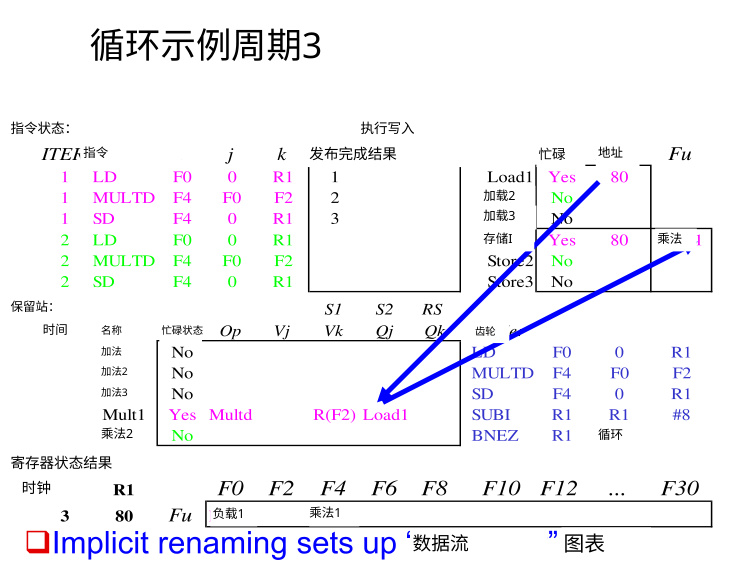 循环示例周期3
指令状态: 执行写入
ITER 指令 j k 发布完成结果 忙碌 地址 Fu
1 LD F0 0 R1 1 Load1 Yes 80
1 MULTD F4 F0 F2 2 加载2 No
1 SD F4 0 R1 3 加载3 No
2 LD F0 0 R1 存储I Yes 80 乘法 1
2 MULTD F4 F0 F2 Store2 No
2 SD F4 0 R1 Store3 No
保留站: S1 S2 RS
时间 名称 忙碌状态 Op Vj Vk Qj Qk 齿轮
加法 No LD F0 0 R1
加法2 No MULTD F4 F0 F2
加法3 No SD F4 0 R1
Mult1 Yes Multd R(F2) Load1 SUBI R1 R1 #8
乘法2 No BNEZ R1 循环
寄存器状态结果
时钟 R1 F0 F2 F4 F6 F8 F10 F12 ... F30
3 80 Fu 负载1 乘法1
Implicit renaming sets up ‘数据流 ” 图表